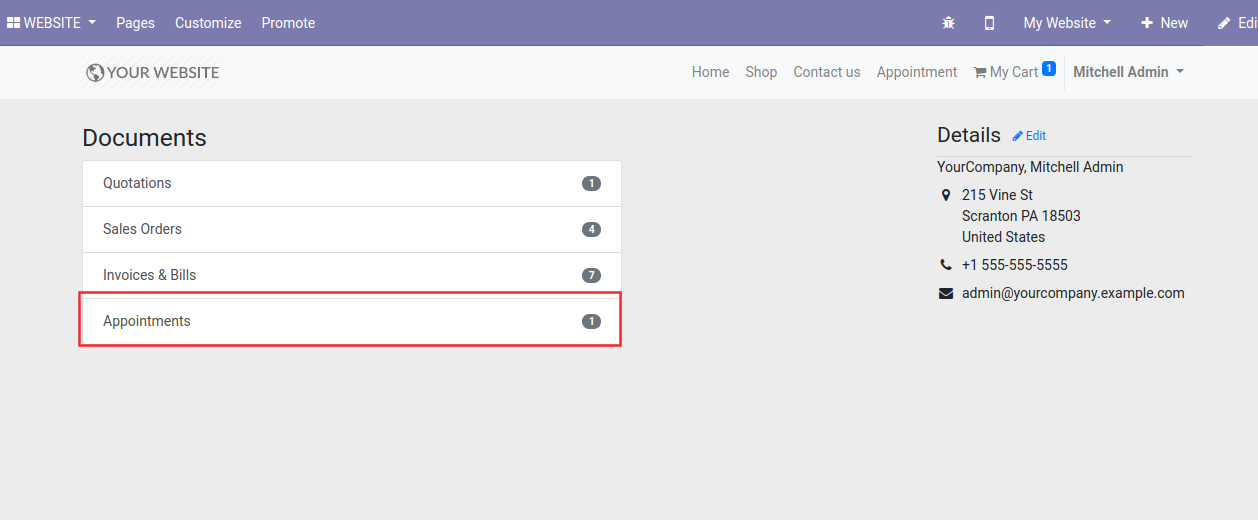 WEBSITE Pages Customize Promote My Website New Edi
YOUR WEBSITE Home Shop Contact us Appointment My Cart 1 Mitchell Admin
Documents
Quotations 1
Sales Orders 4
Invoices & Bills 7
Appointments 1
Details Edit
YourCompany, Mitchell Admin
215 Vine St
Scranton PA 18503
United States
+1 555-555-5555
admin@yourcompany.example.com